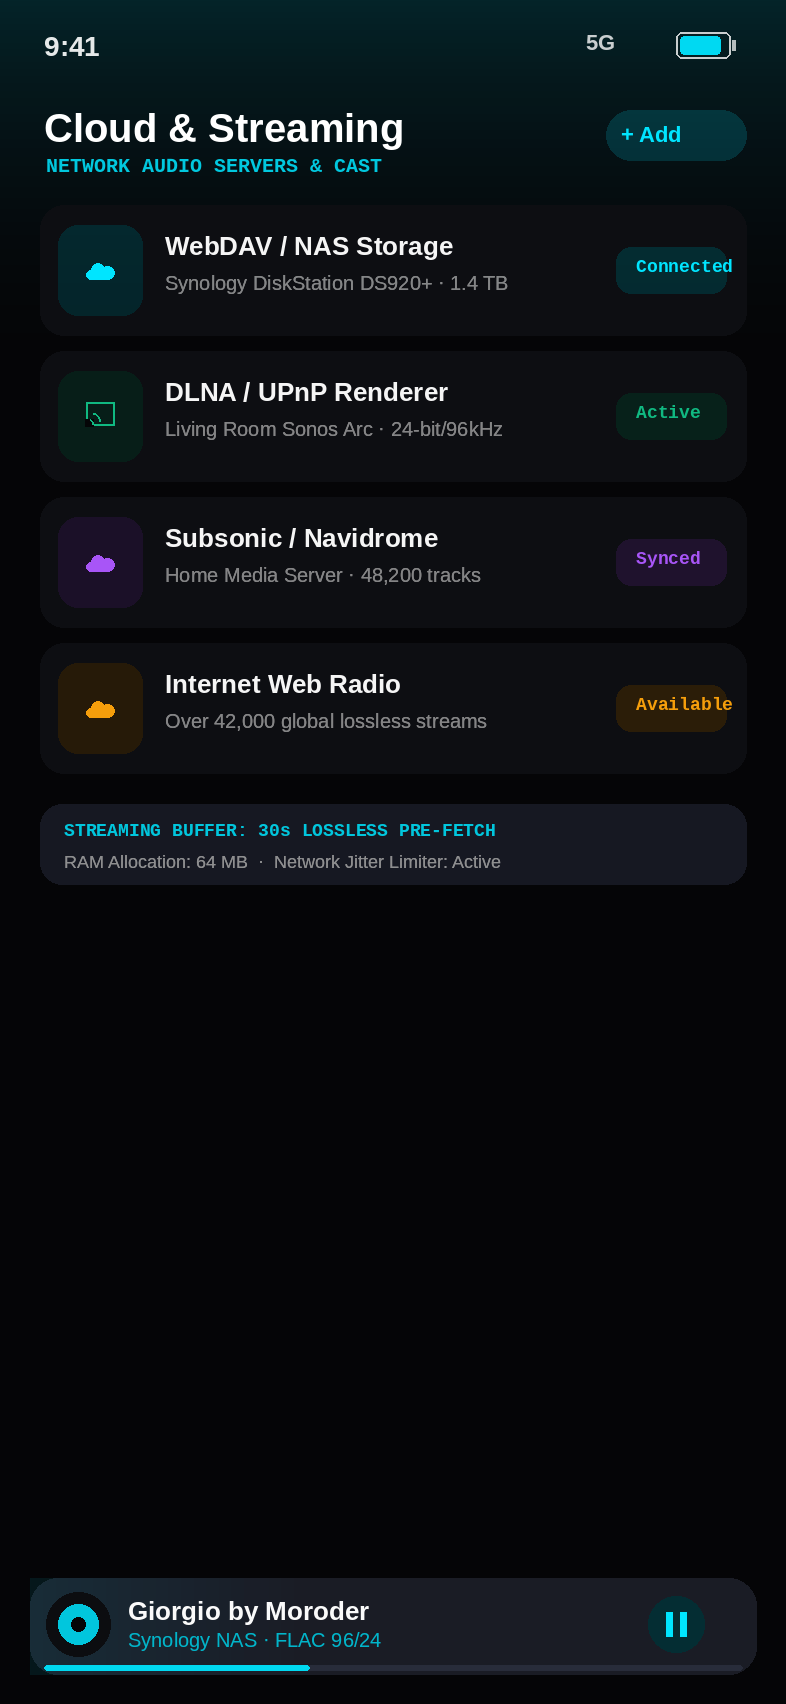 9:41
5G
Cloud & Streaming
+ Add
NETWORK AUDIO SERVERS & CAST
WebDAV / NAS Storage
Synology DiskStation DS920+ · 1.4 TB
Connected
DLNA / UPnP Renderer
Living Room Sonos Arc · 24-bit/96kHz
Active
Subsonic / Navidrome
Home Media Server · 48,200 tracks
Synced
Internet Web Radio
Over 42,000 global lossless streams
Available
STREAMING BUFFER: 30s LOSSLESS PRE-FETCH
RAM Allocation: 64 MB · Network Jitter Limiter: Active
Giorgio by Moroder
Synology NAS · FLAC 96/24